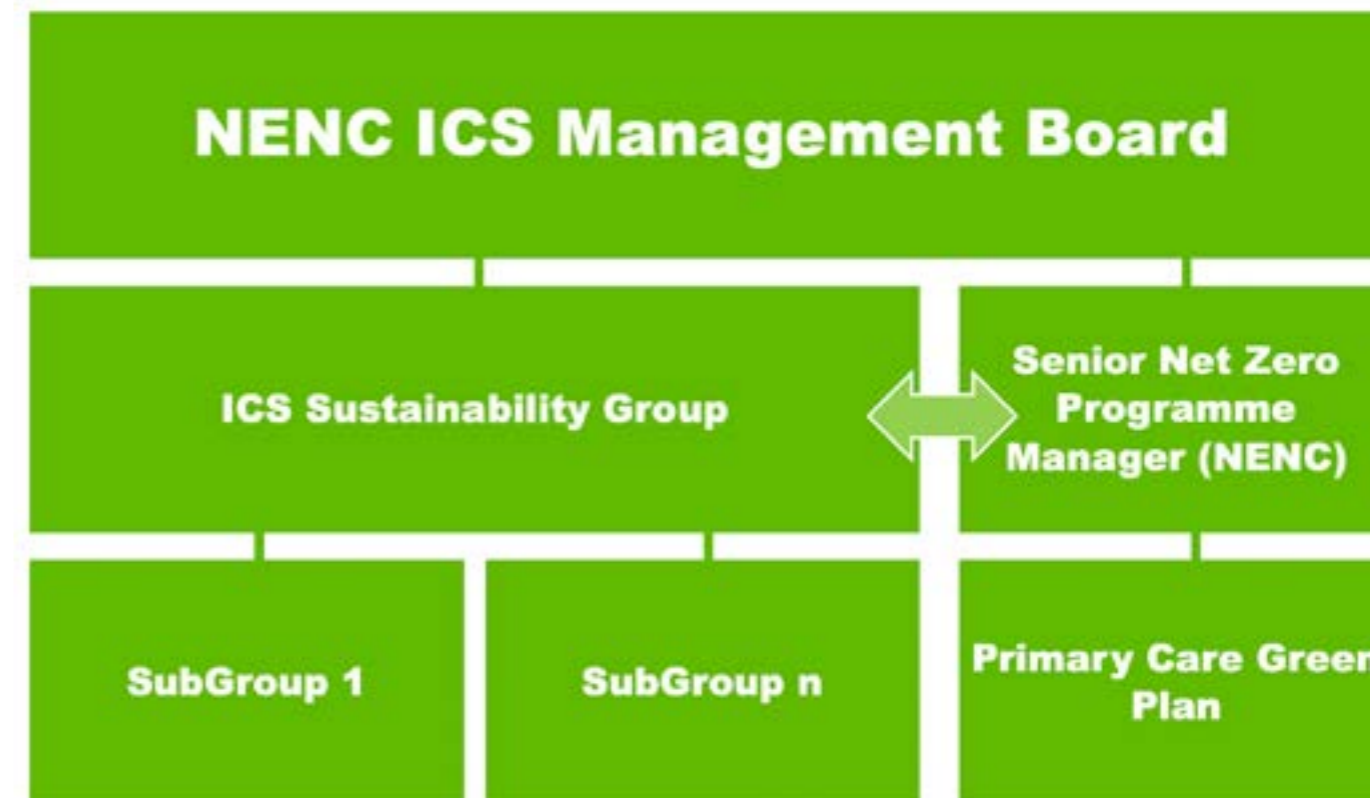 NENC ICS Management Board
ICS Sustainability Group
Senior Net Zero
Programme
Manager (NENC)
SubGroup 1
SubGroup n
Primary Care Green
Plan